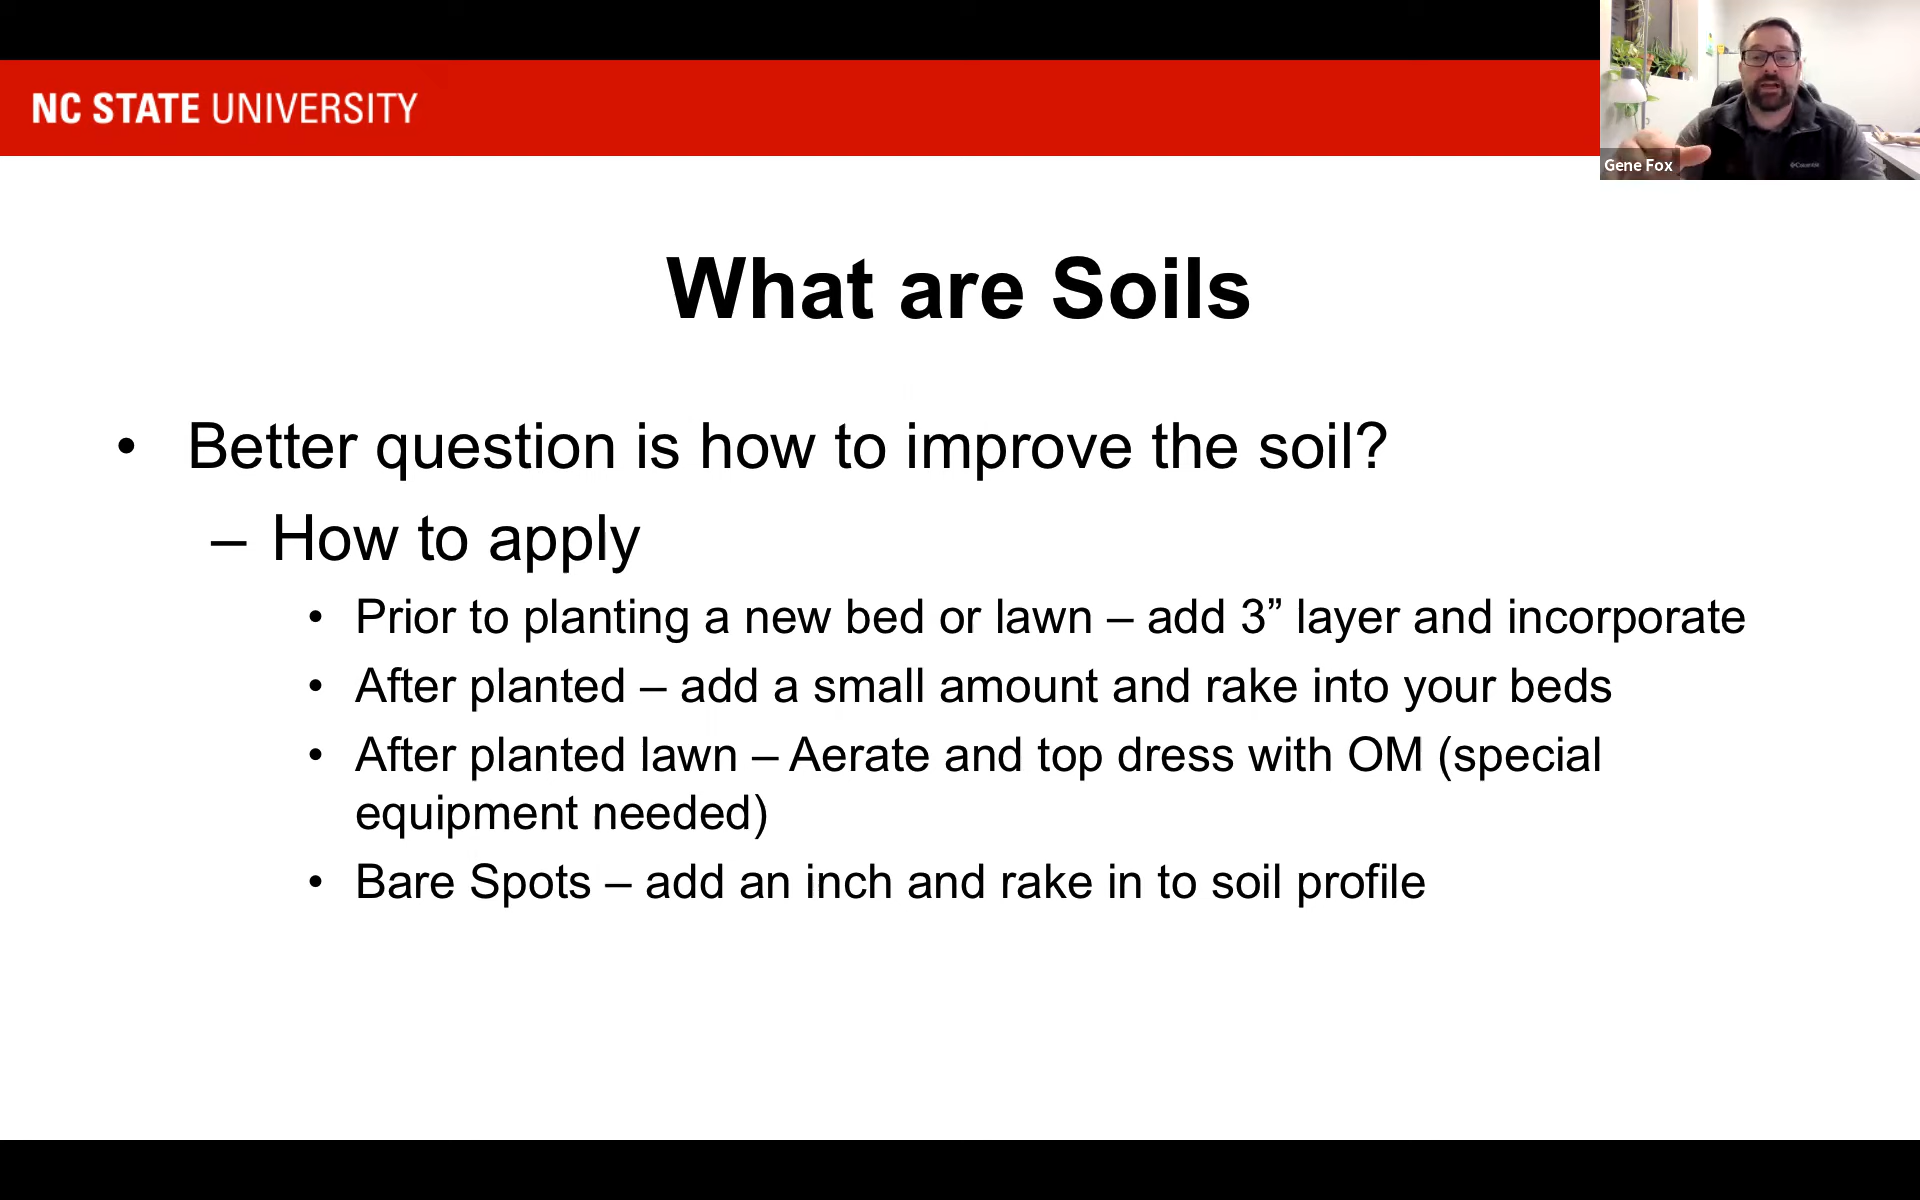 NC STATE UNIVERSITY
Gene Fox
Columbia
What are Soils
• Better question is how to improve the soil?
– How to apply
• Prior to planting a new bed or lawn – add 3” layer and incorporate
• After planted – add a small amount and rake into your beds
• After planted lawn – Aerate and top dress with OM (special
equipment needed)
• Bare Spots – add an inch and rake in to soil profile